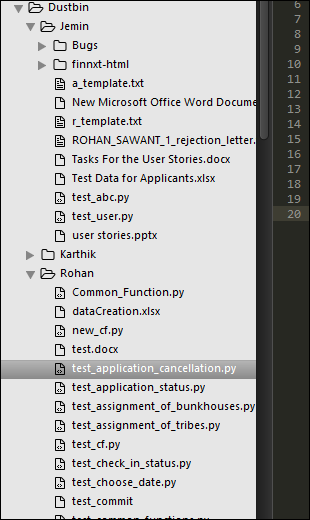 Dustbin
Jemin
Bugs
finnxt-html
a_template.txt
New Microsoft Office Word Docume
r_template.txt
ROHAN_SAWANT_1_rejection_letter.
Tasks For the User Stories.docx
Test Data for Applicants.xlsx
test_abc.py
test_user.py
user stories.pptx
Karthik
Rohan
Common_Function.py
dataCreation.xlsx
new_cf.py
test.docx
test_application_cancellation.py
test_application_status.py
test_assignment_of_bunkhouses.py
test_assignment_of_tribes.py
test_cf.py
test_check_in_status.py
test_choose_date.py
test_commit
test_common_functions.py
6
7
8
9
10
11
12
13
14
15
16
17
18
19
20